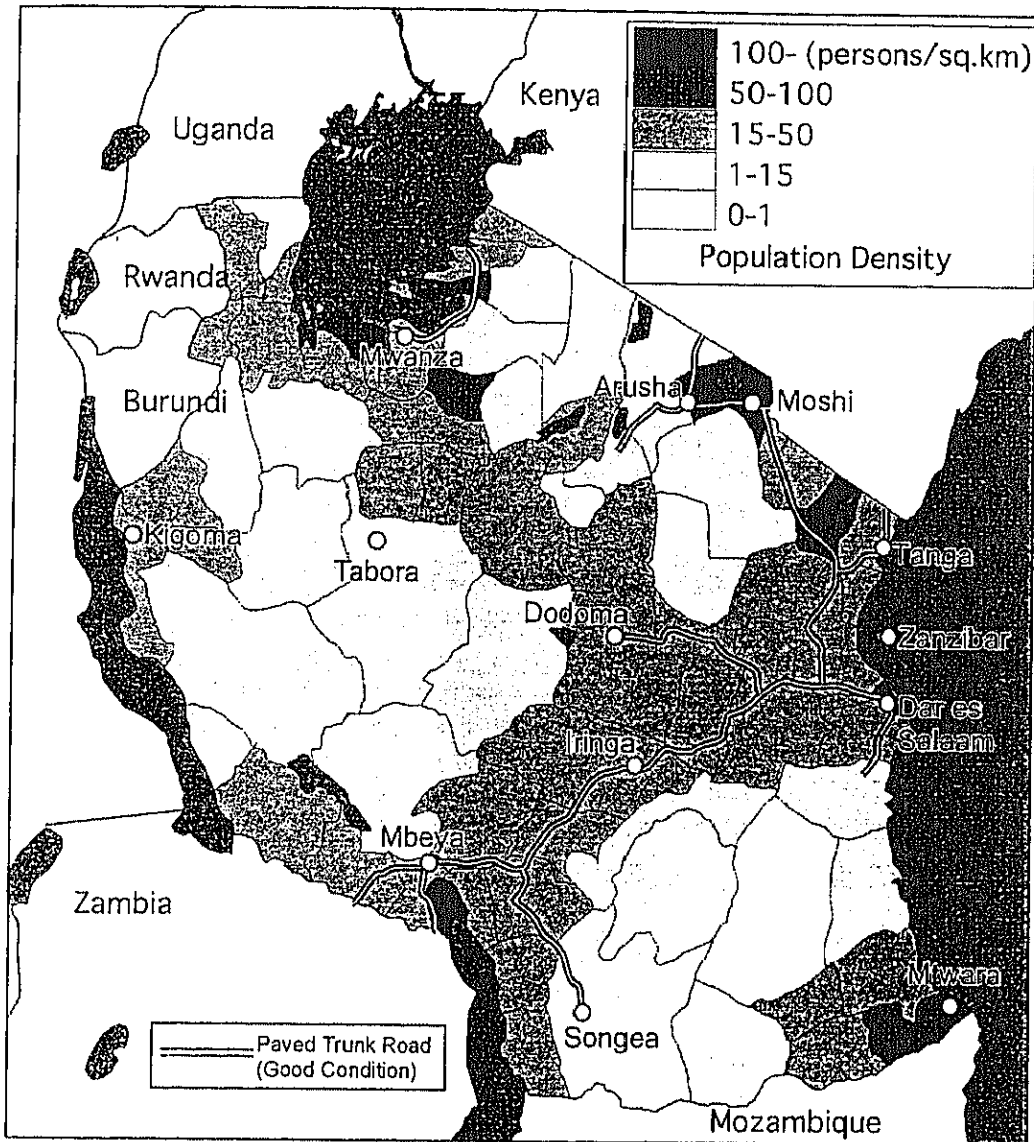 100- (persons/sq.km)
50-100
15-50
1-15
0-1
Population Density
Kenya
Uganda
Rwanda
Mwanza
Burundi
Arusha
Moshi
Kigoma
Tabora
Tanga
Dodoma
Zanzibar
Dar es
Salaam
Iringa
Mbeya
Zambia
Mtwara
Songea
Paved Trunk Road
(Good Condition)
Mozambique